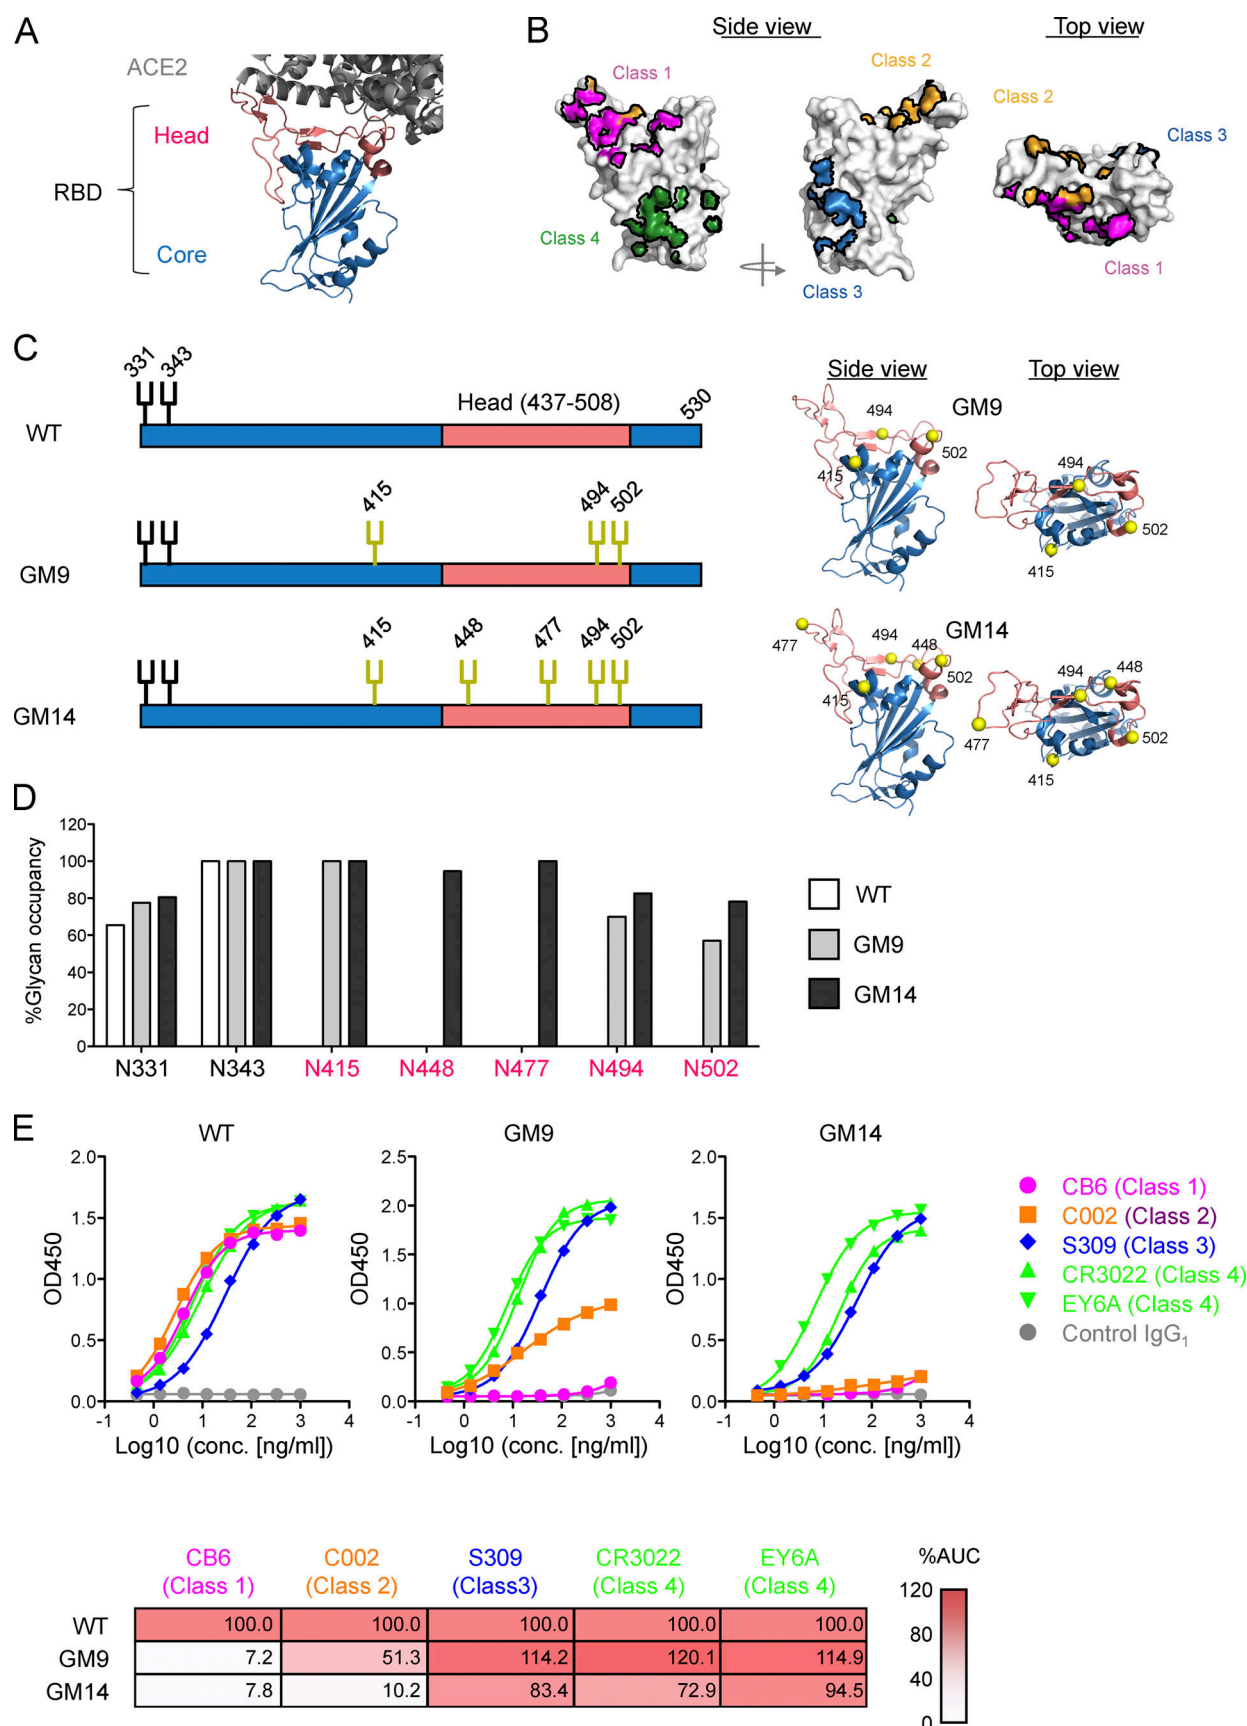 A
ACE2
Head
RBD
Core
B
Side view
Top view
Class 1
Class 2
Class 4
Class 3
Class 2
Class 3
Class 1
C
331
343
Head (437-508)
530
WT
415
494
502
GM9
415
448
477
494
502
GM14
Side view
Top view
GM9
494
502
415
494
502
415
GM14
477
494
448
502
415
494
448
477
502
415
D
%Glycan occupancy
120
100
80
60
40
20
0
N331
N343
N415
N448
N477
N494
N502
WT
GM9
GM14
E
WT
OD450
2.0
1.5
1.0
0.5
0.0
-1 0 1 2 3 4
Log10 (conc. [ng/ml])
GM9
OD450
2.5
2.0
1.5
1.0
0.5
0.0
-1 0 1 2 3 4
Log10 (conc. [ng/ml])
GM14
OD450
2.0
1.5
1.0
0.5
0.0
-1 0 1 2 3 4
Log10 (conc. [ng/ml])
CB6 (Class 1)
C002 (Class 2)
S309 (Class 3)
CR3022 (Class 4)
EY6A (Class 4)
Control IgG1
CB6 (Class 1)
C002 (Class 2)
S309 (Class3)
CR3022 (Class 4)
EY6A (Class 4)
WT 100.0 100.0 100.0 100.0 100.0
GM9 7.2 51.3 114.2 120.1 114.9
GM14 7.8 10.2 83.4 72.9 94.5
%AUC
120
80
40
0